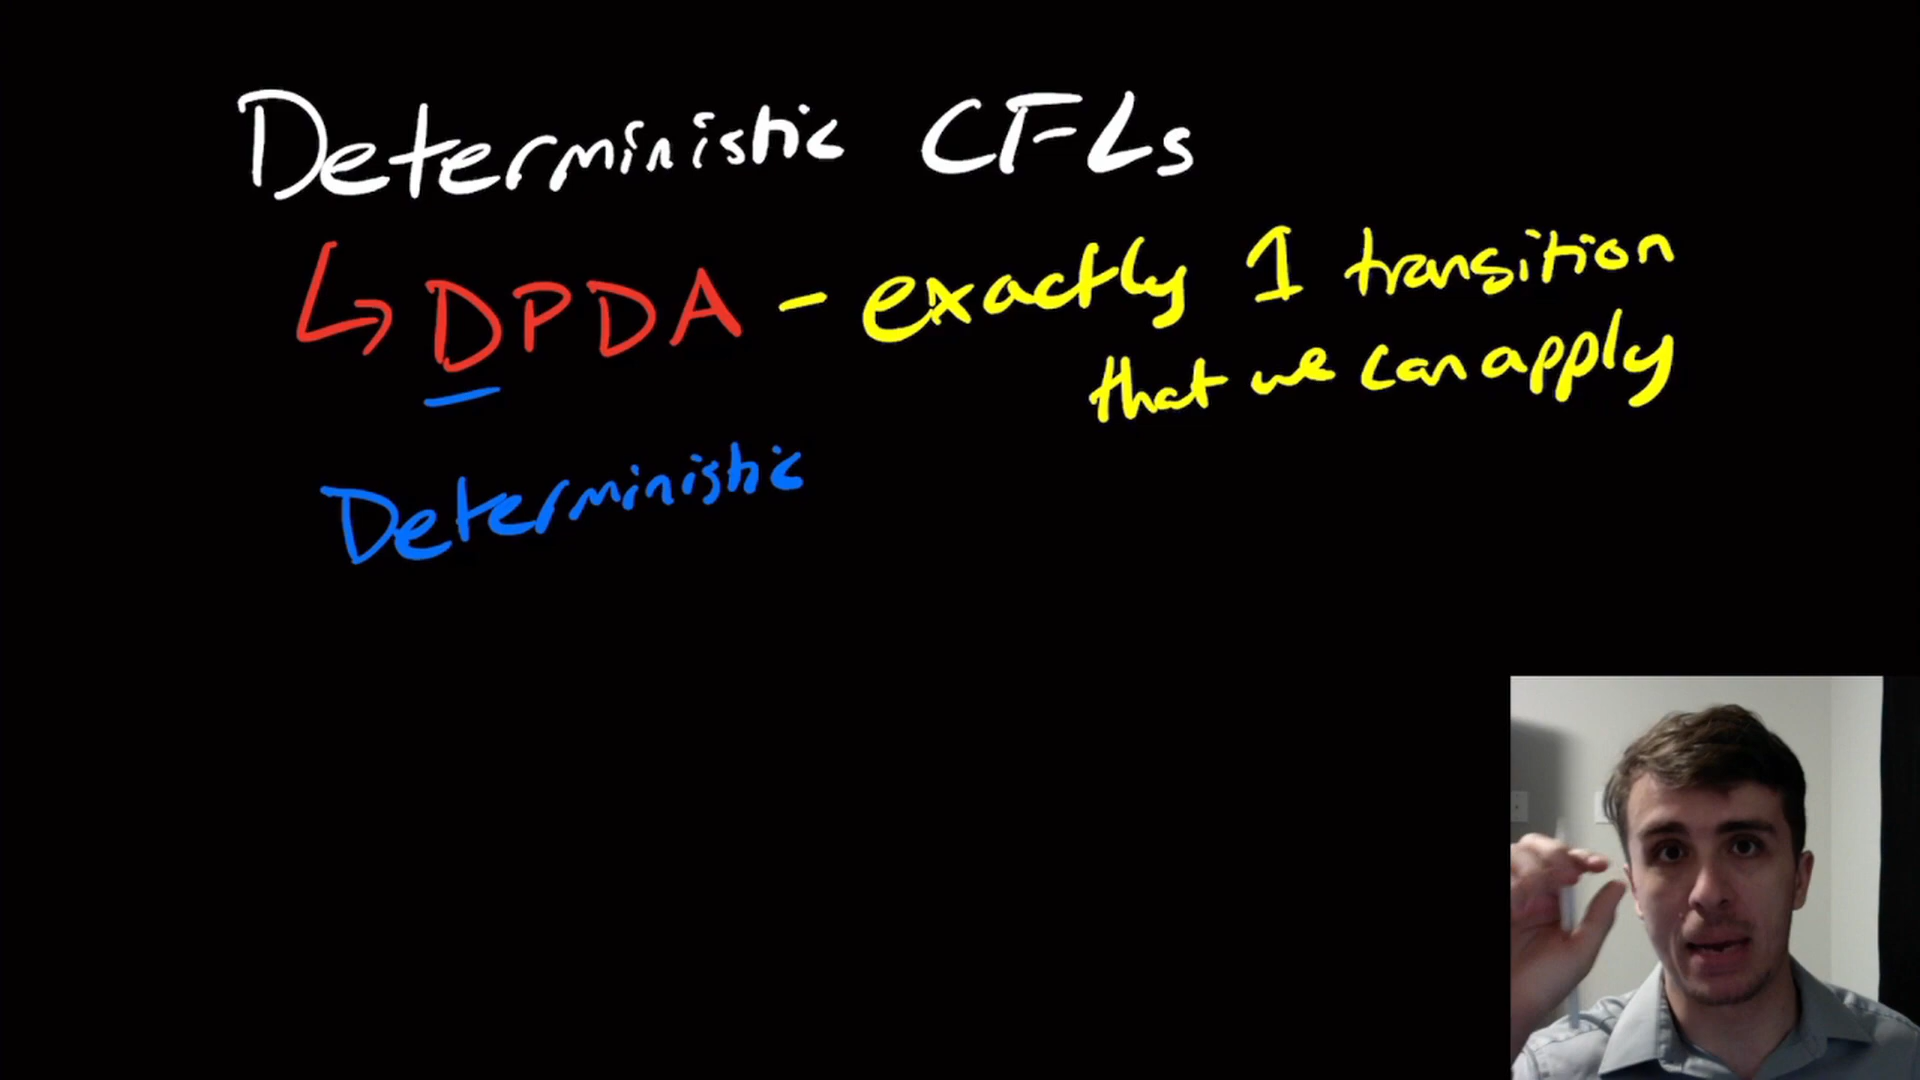 Deterministic CFLs
↳ DPDA - exactly 1 transition
that we can apply
Deterministic